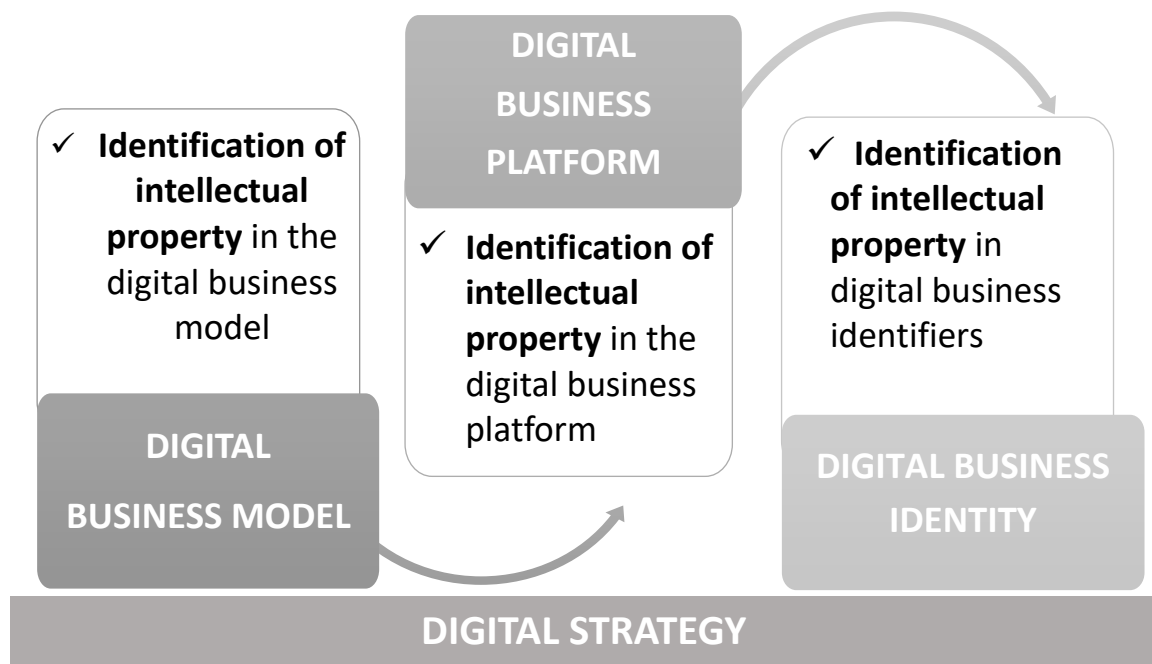 ✓ Identification of
intellectual
property in the
digital business
model
DIGITAL
BUSINESS MODEL
DIGITAL
BUSINESS
PLATFORM
✓ Identification of
intellectual
property in the
digital business
platform
✓ Identification
of intellectual
property in
digital business
identifiers
DIGITAL BUSINESS
IDENTITY
DIGITAL STRATEGY